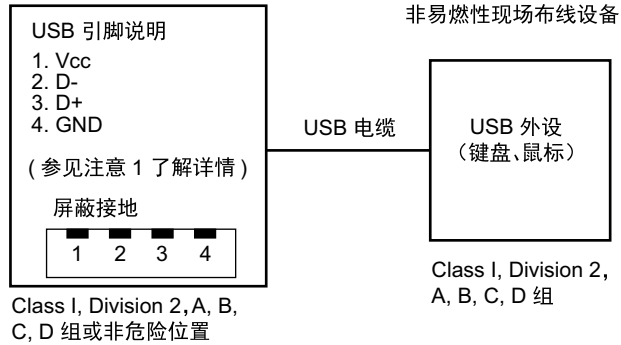 USB 引脚说明
1. Vcc
2. D-
3. D+
4. GND
( 参见注意 1 了解详情 )
屏蔽接地
1 2 3 4
Class I, Division 2, A, B,
C, D 组或非危险位置
USB 电缆
非易燃性现场布线设备
USB 外设
（键盘、鼠标）
Class I, Division 2，
A, B, C, D 组